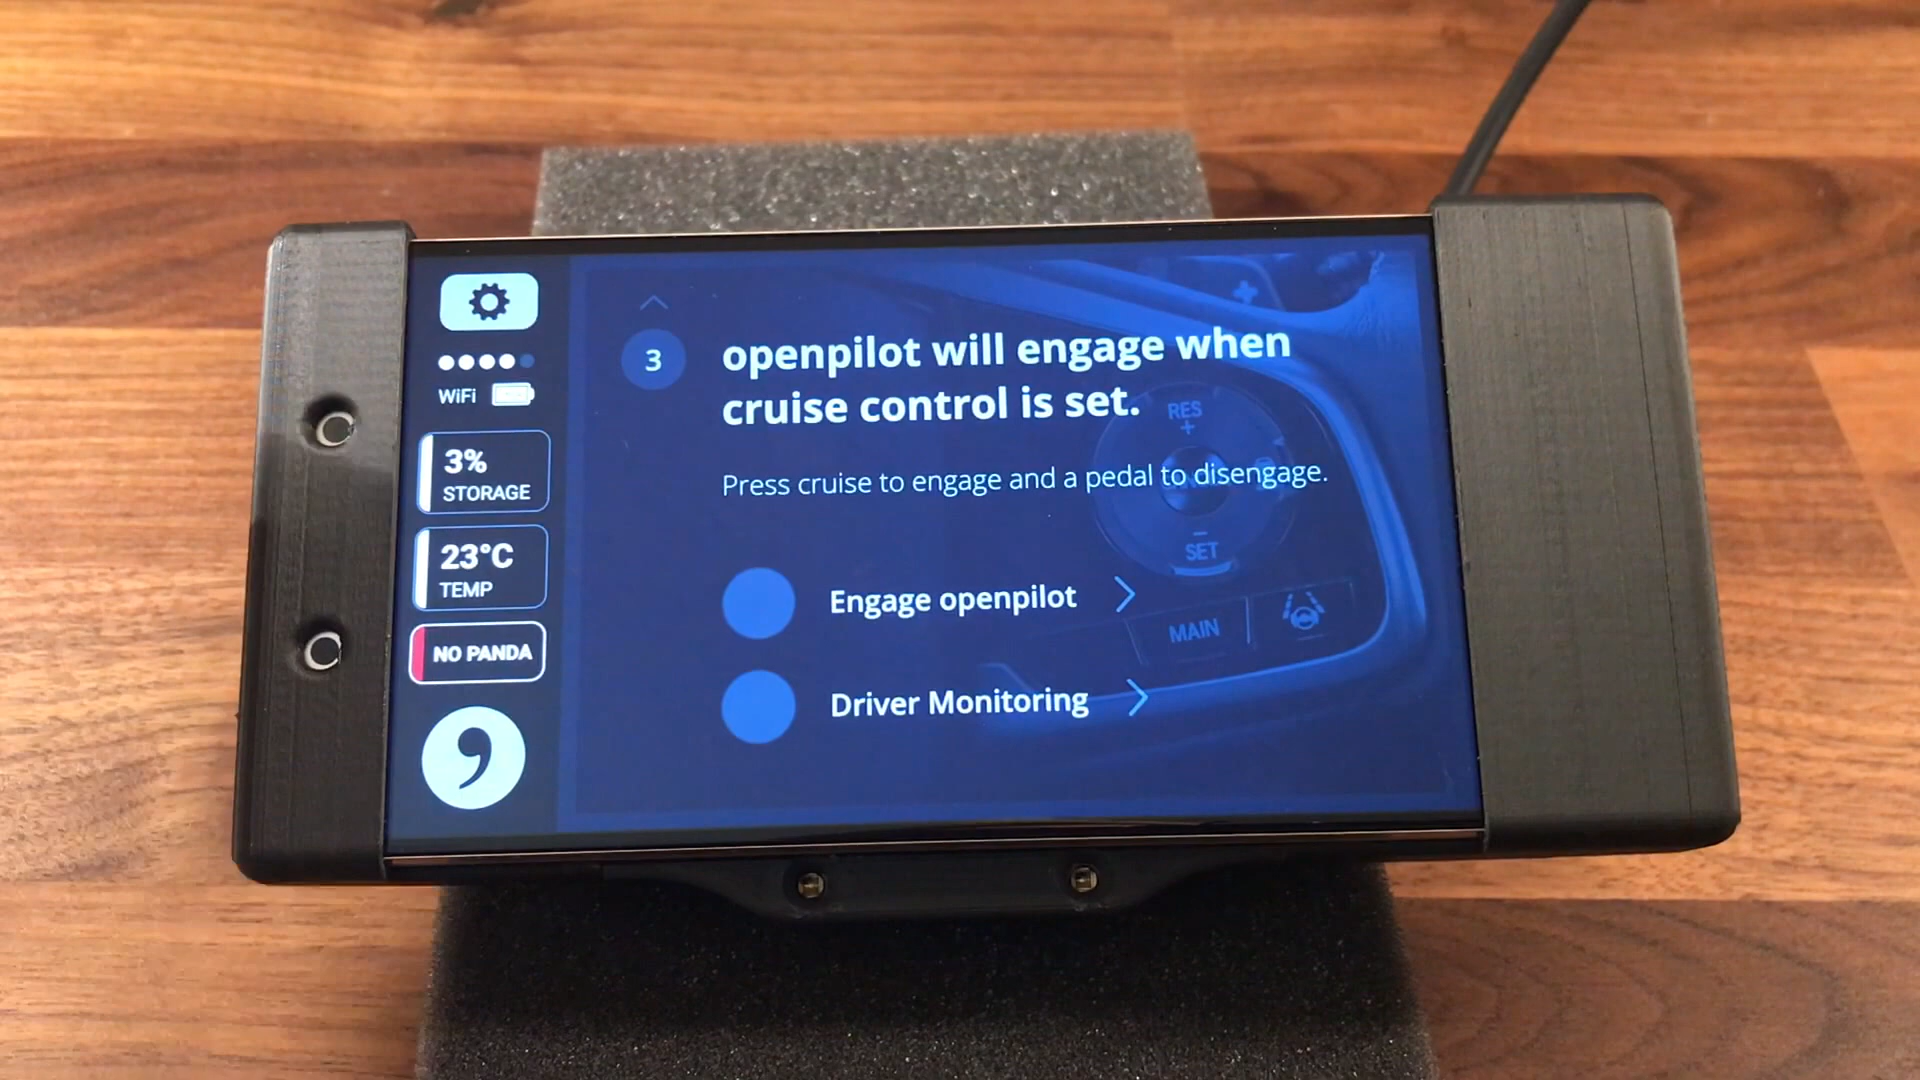 WiFi
3%
STORAGE
23°C
TEMP
NO PANDA
3
openpilot will engage when
cruise control is set.
Press cruise to engage and a pedal to disengage.
Engage openpilot
Driver Monitoring
RES
+
−
SET
MAIN